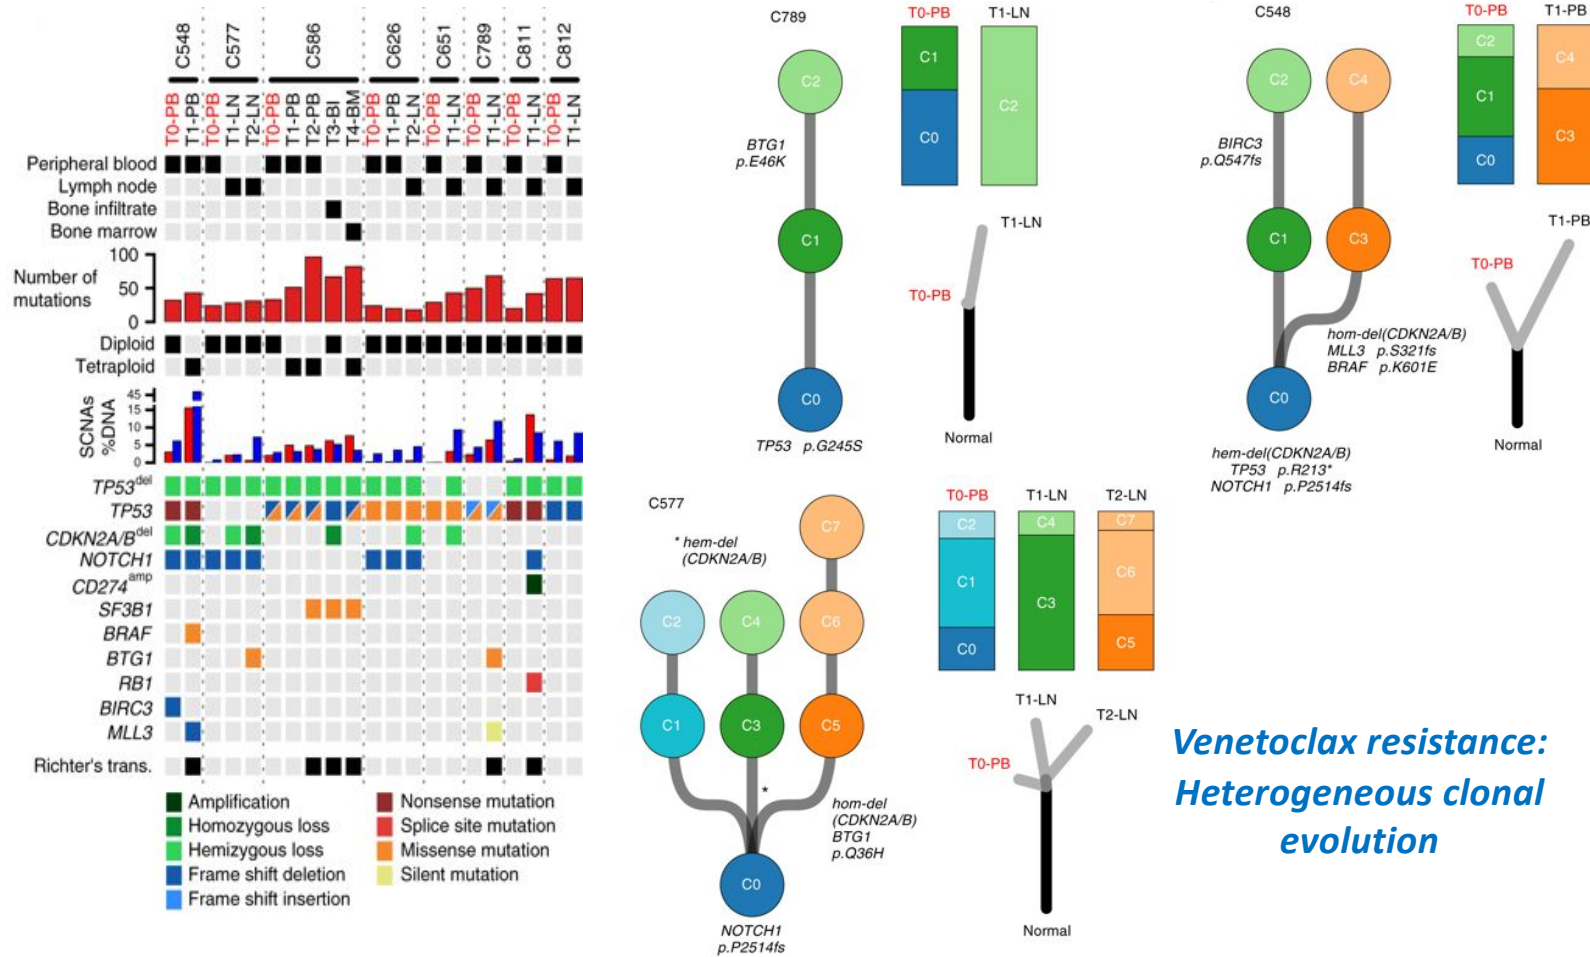 C548 C577 C586 C626 C651 C789 C811 C812
T0-PB T1-PB T0-PB T1-LN T2-LN T0-PB T1-PB T2-PB T3-BI T4-BM T0-PB T1-PB T2-LN T0-PB T1-LN T0-PB T1-LN T0-PB T1-LN T0-PB T1-LN
Peripheral blood
Lymph node
Bone infiltrate
Bone marrow
Number of
mutations
100
50
0
Diploid
Tetraploid
SCNAs
%DNA
45
15
10
5
0
TP53del
TP53
CDKN2A/Bdel
NOTCH1
CD274amp
SF3B1
BRAF
BTG1
RB1
BIRC3
MLL3
Richter's trans.
Amplification
Homozygous loss
Hemizygous loss
Frame shift deletion
Frame shift insertion
Nonsense mutation
Splice site mutation
Missense mutation
Silent mutation
C789
C2
BTG1
p.E46K
C1
C0
TP53 p.G245S
T0-PB T1-LN
C1
C0
C2
T1-LN
T0-PB
Normal
C548
C2 C4
BIRC3
p.Q547fs
C1 C3
hom-del(CDKN2A/B)
MLL3 p.S321fs
BRAF p.K601E
C0
hem-del(CDKN2A/B)
TP53 p.R213*
NOTCH1 p.P2514fs
T0-PB T1-PB
C2
C1
C0
C4
C3
T1-PB
T0-PB
Normal
C577
* hem-del
(CDKN2A/B)
C7
C2 C4 C6
C1 C3 C5
*
hom-del
(CDKN2A/B)
BTG1
p.Q36H
C0
NOTCH1
p.P2514fs
T0-PB T1-LN T2-LN
C2
C1
C0
C4
C3
C7
C6
C5
T1-LN
T2-LN
T0-PB
Normal
Venetoclax resistance:
Heterogeneous clonal
evolution